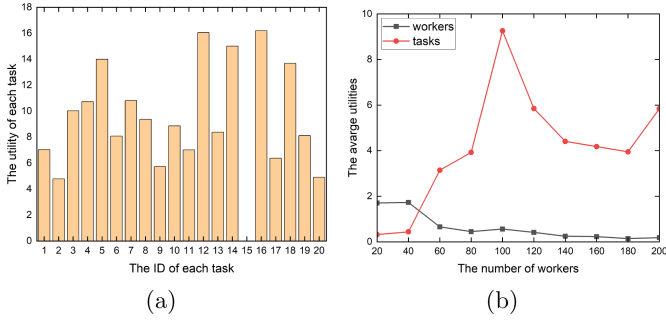 18
16
14
12
10
8
6
4
2
0
The utility of each task
1 2 3 4 5 6 7 8 9 10 11 12 13 14 15 16 17 18 19 20
The ID of each task
(a)
10
8
6
4
2
0
The avarge utilities
workers
tasks
20 40 60 80 100 120 140 160 180 200
The number of workers
(b)